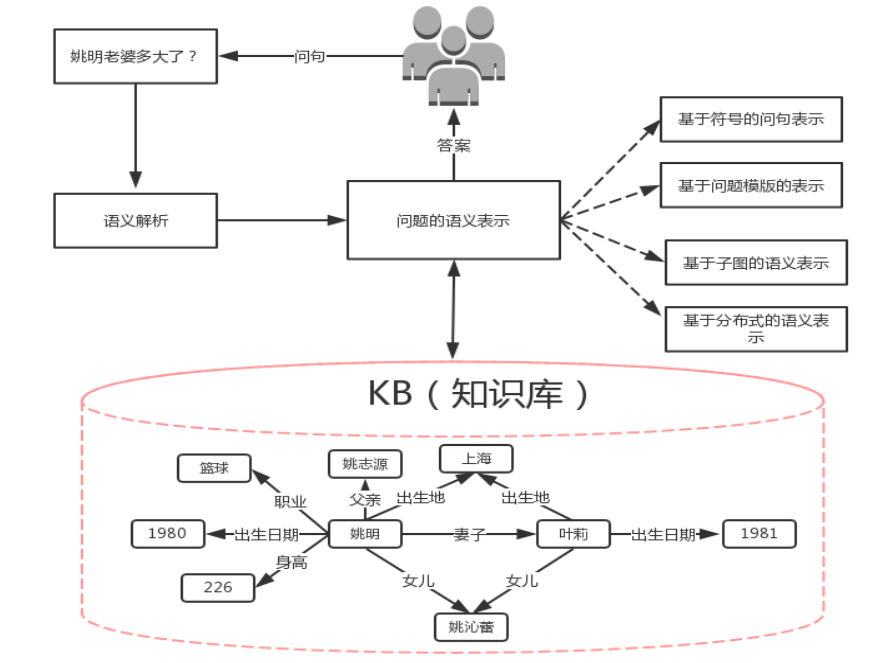 姚明老婆多大了？
问句
答案
基于符号的问句表示
基于问题模版的表示
语义解析
问题的语义表示
基于子图的语义表示
基于分布式的语义表
示
KB（知识库）
篮球
姚志源
上海
职业
父亲
出生地
出生地
1980
出生日期
姚明
妻子
叶莉
出生日期
1981
身高
226
女儿
女儿
姚沁蕾